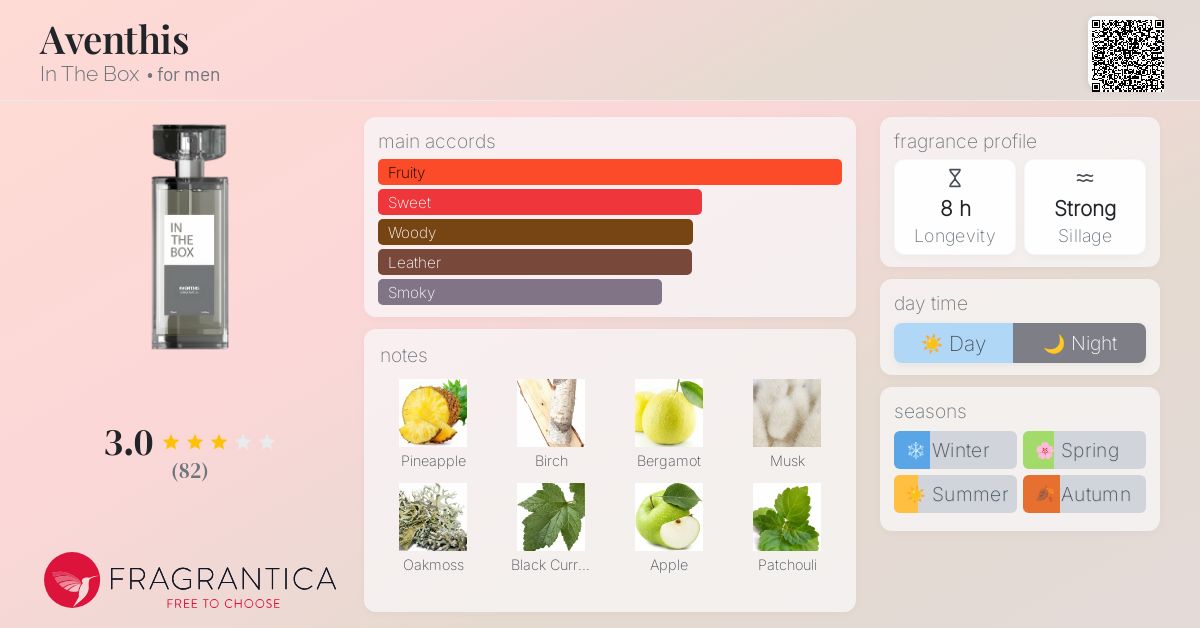 Aventhis
In The Box • for men
IN
THE
BOX
AVENTHIS
main accords
Fruity
Sweet
Woody
Leather
Smoky
notes
Pineapple
Birch
Bergamot
Musk
Oakmoss
Black Curr...
Apple
Patchouli
fragrance profile
8 h
Longevity
Strong
Sillage
day time
Day
Night
seasons
Winter
Spring
Summer
Autumn
3.0
(82)
FRAGRANTICA
FREE TO CHOOSE